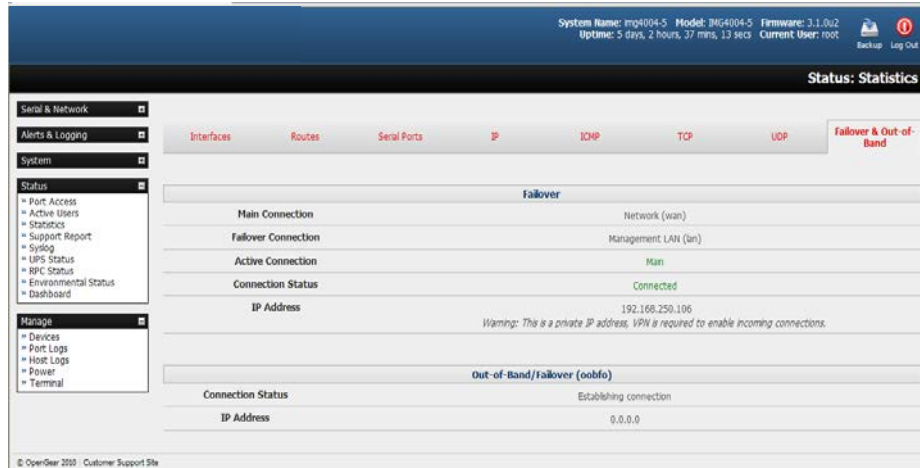 System Name: img4004-5 Model: IMG4004-5 Firmware: 3.1.0u2
Uptime: 5 days, 2 hours, 37 mins, 13 secs Current User: root
Backup Log Out
Status: Statistics
Serial & Network
Alerts & Logging
System
Status
Port Access
Active Users
Statistics
Support Report
Syslog
UPS Status
RPC Status
Environmental Status
Dashboard
Manage
Devices
Port Logs
Host Logs
Power
Terminal
Interfaces Routes Serial Ports IP ICMP TCP UDP Failover & Out-of-
Band
Failover
Main Connection Network (wan)
Failover Connection Management LAN (lan)
Active Connection Main
Connection Status Connected
IP Address 192.168.250.106
Warning: This is a private IP address, VPN is required to enable incoming connections.
Out-of-Band/Failover (oobfo)
Connection Status Establishing connection
IP Address 0.0.0.0
© OpenGear 2010 Customer Support Site